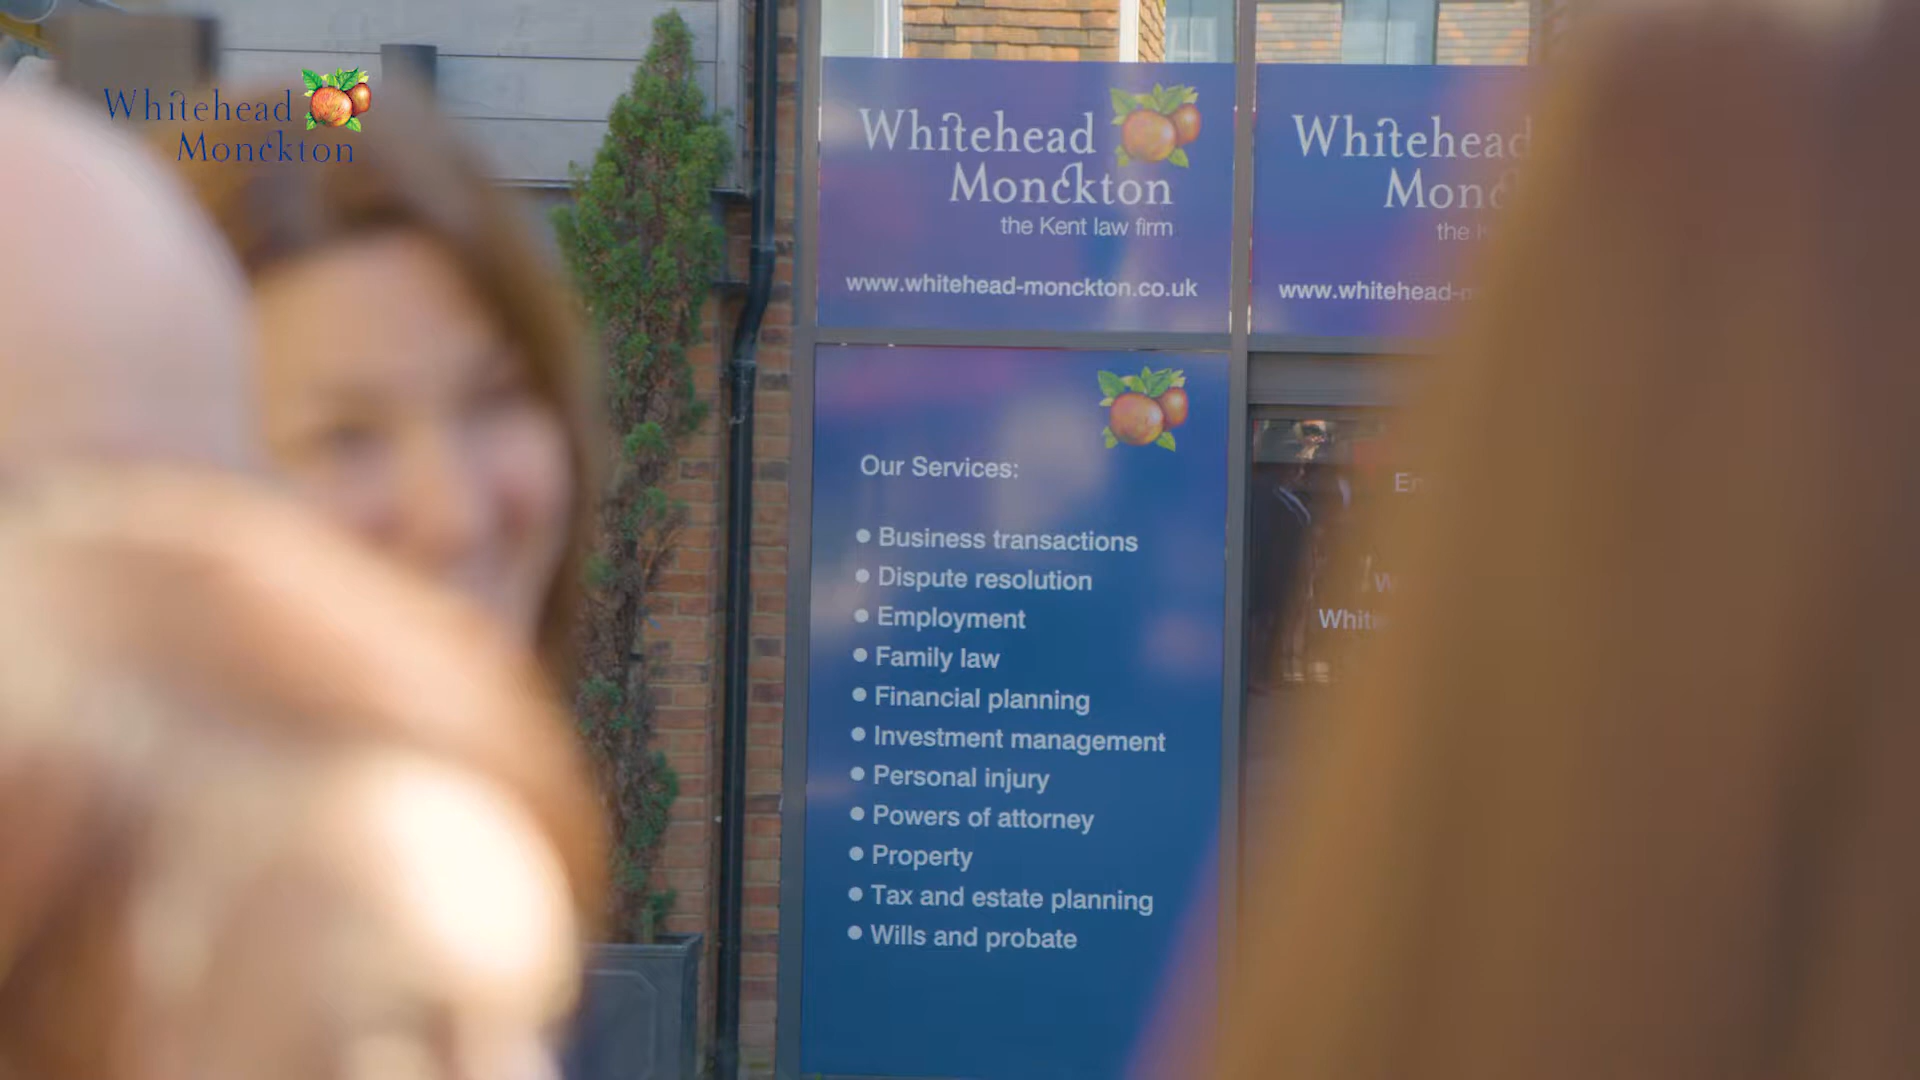 Whitehead
Monckton
Whitehead
Monckton
the Kent law firm
www.whitehead-monckton.co.uk
Whitehead
Monc
the
www.whitehead-
Our Services:
● Business transactions
● Dispute resolution
● Employment
● Family law
● Financial planning
● Investment management
● Personal injury
● Powers of attorney
● Property
● Tax and estate planning
● Wills and probate